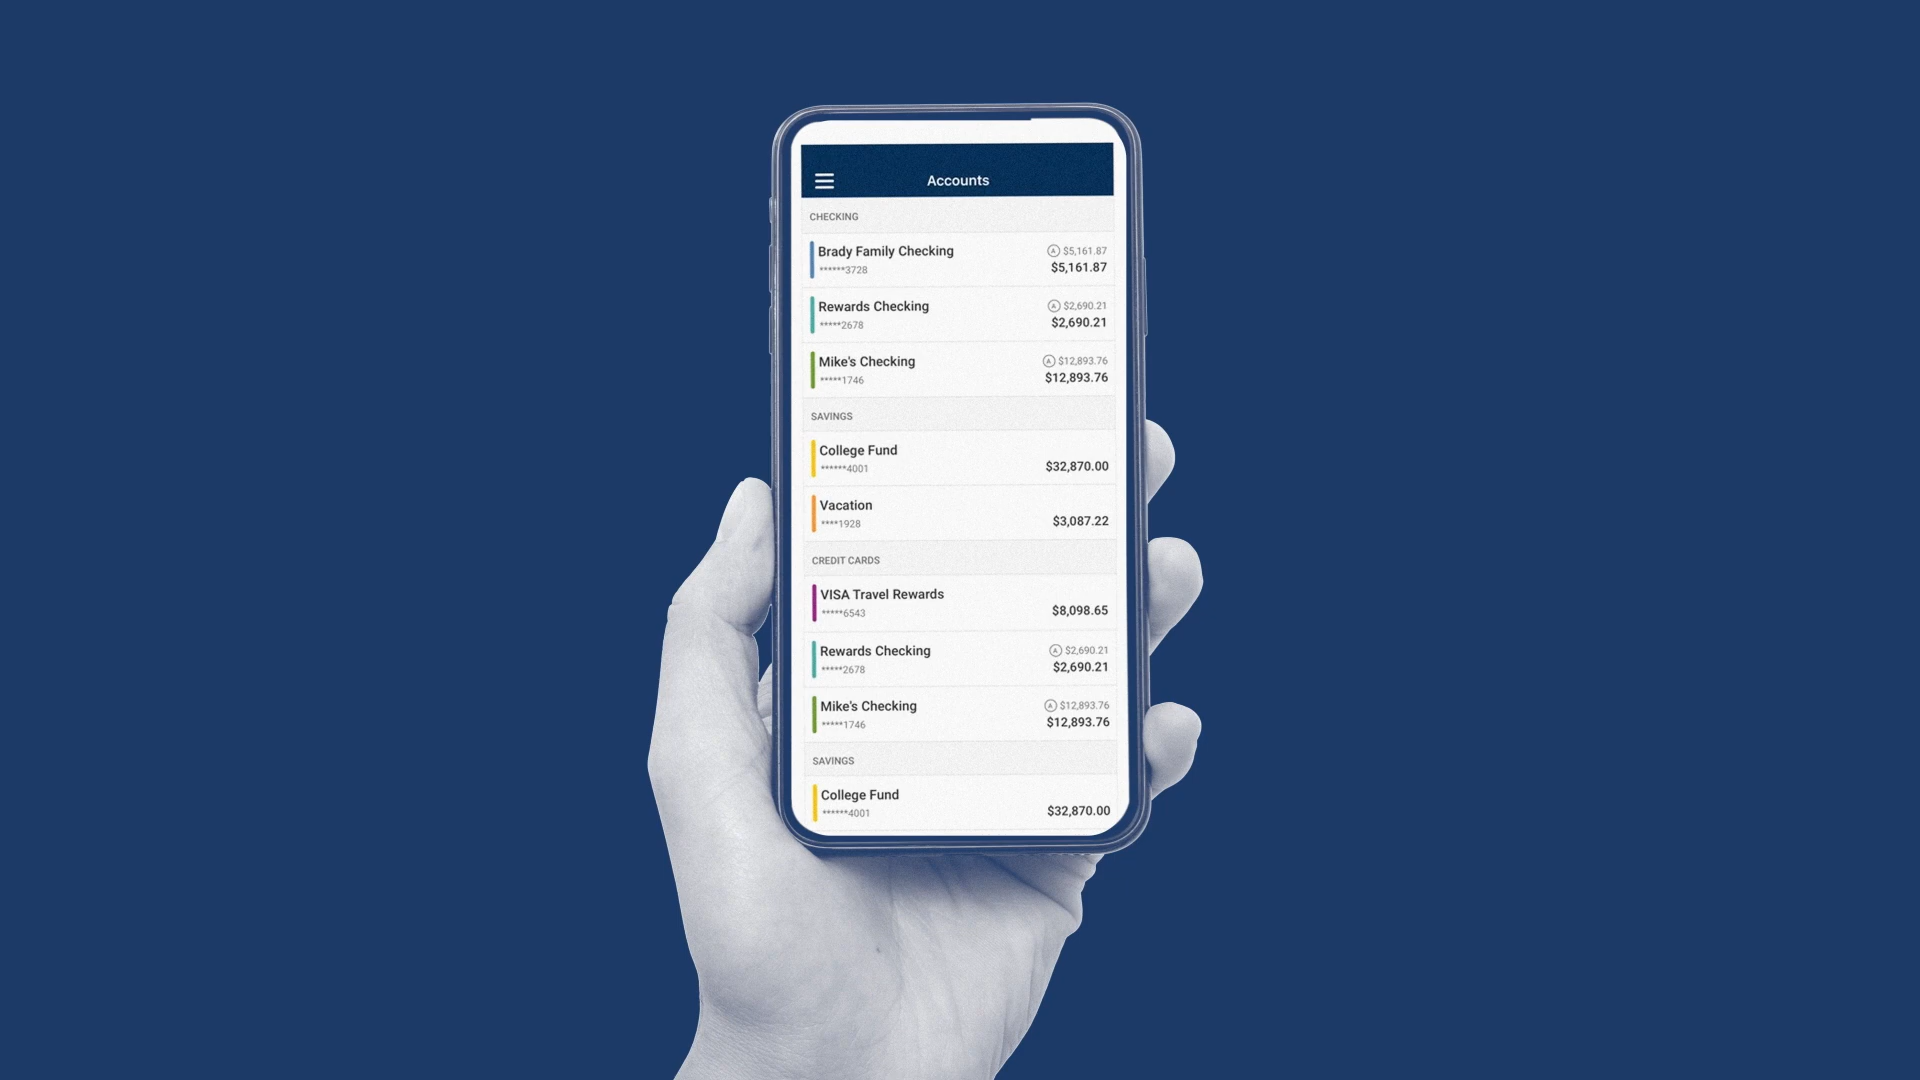 Accounts
CHECKING
Brady Family Checking
Ⓐ $5,161.87
******3728
$5,161.87
Rewards Checking
Ⓐ $2,690.21
*****2678
$2,690.21
Mike's Checking
Ⓐ $12,893.76
*****1746
$12,893.76
SAVINGS
College Fund
******4001
$32,870.00
Vacation
****1928
$3,087.22
CREDIT CARDS
VISA Travel Rewards
*****6543
$8,098.65
Rewards Checking
Ⓐ $2,690.21
*****2678
$2,690.21
Mike's Checking
Ⓐ $12,893.76
*****1746
$12,893.76
SAVINGS
College Fund
******4001
$32,870.00